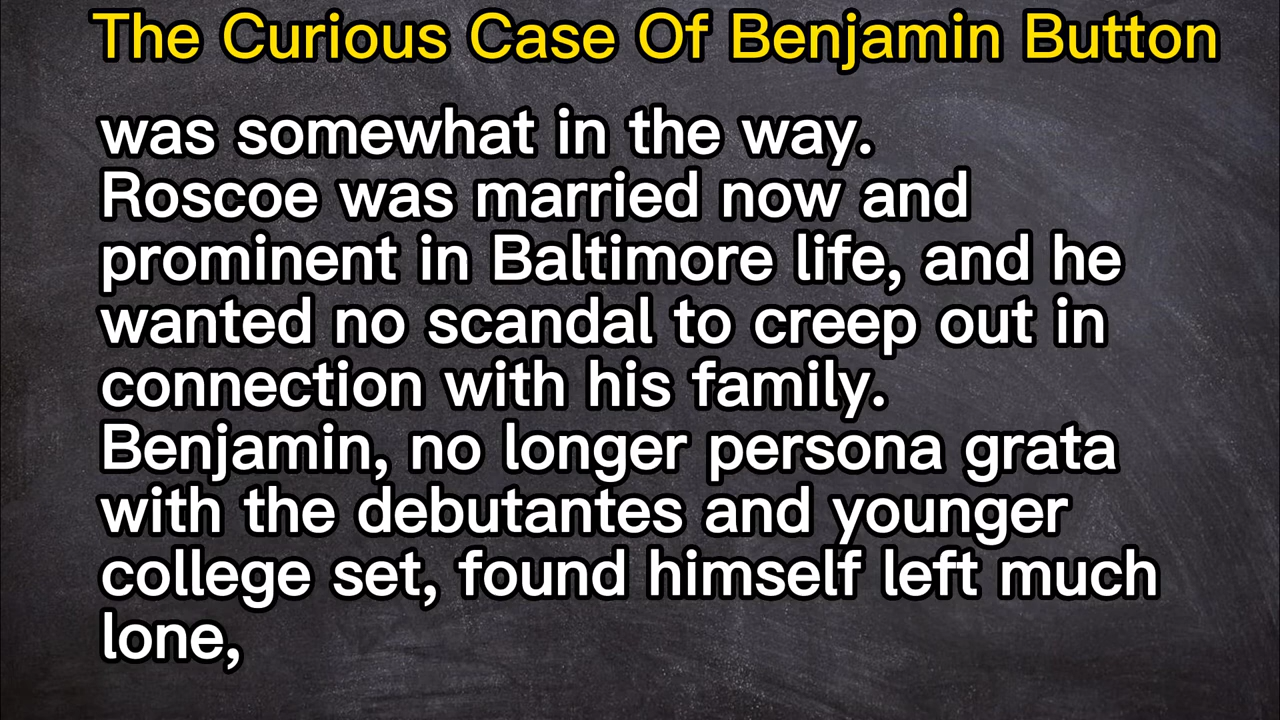 The Curious Case Of Benjamin Button
was somewhat in the way.
Roscoe was married now and
prominent in Baltimore life, and he
wanted no scandal to creep out in
connection with his family.
Benjamin, no longer persona grata
with the debutantes and younger
college set, found himself left much
lone,